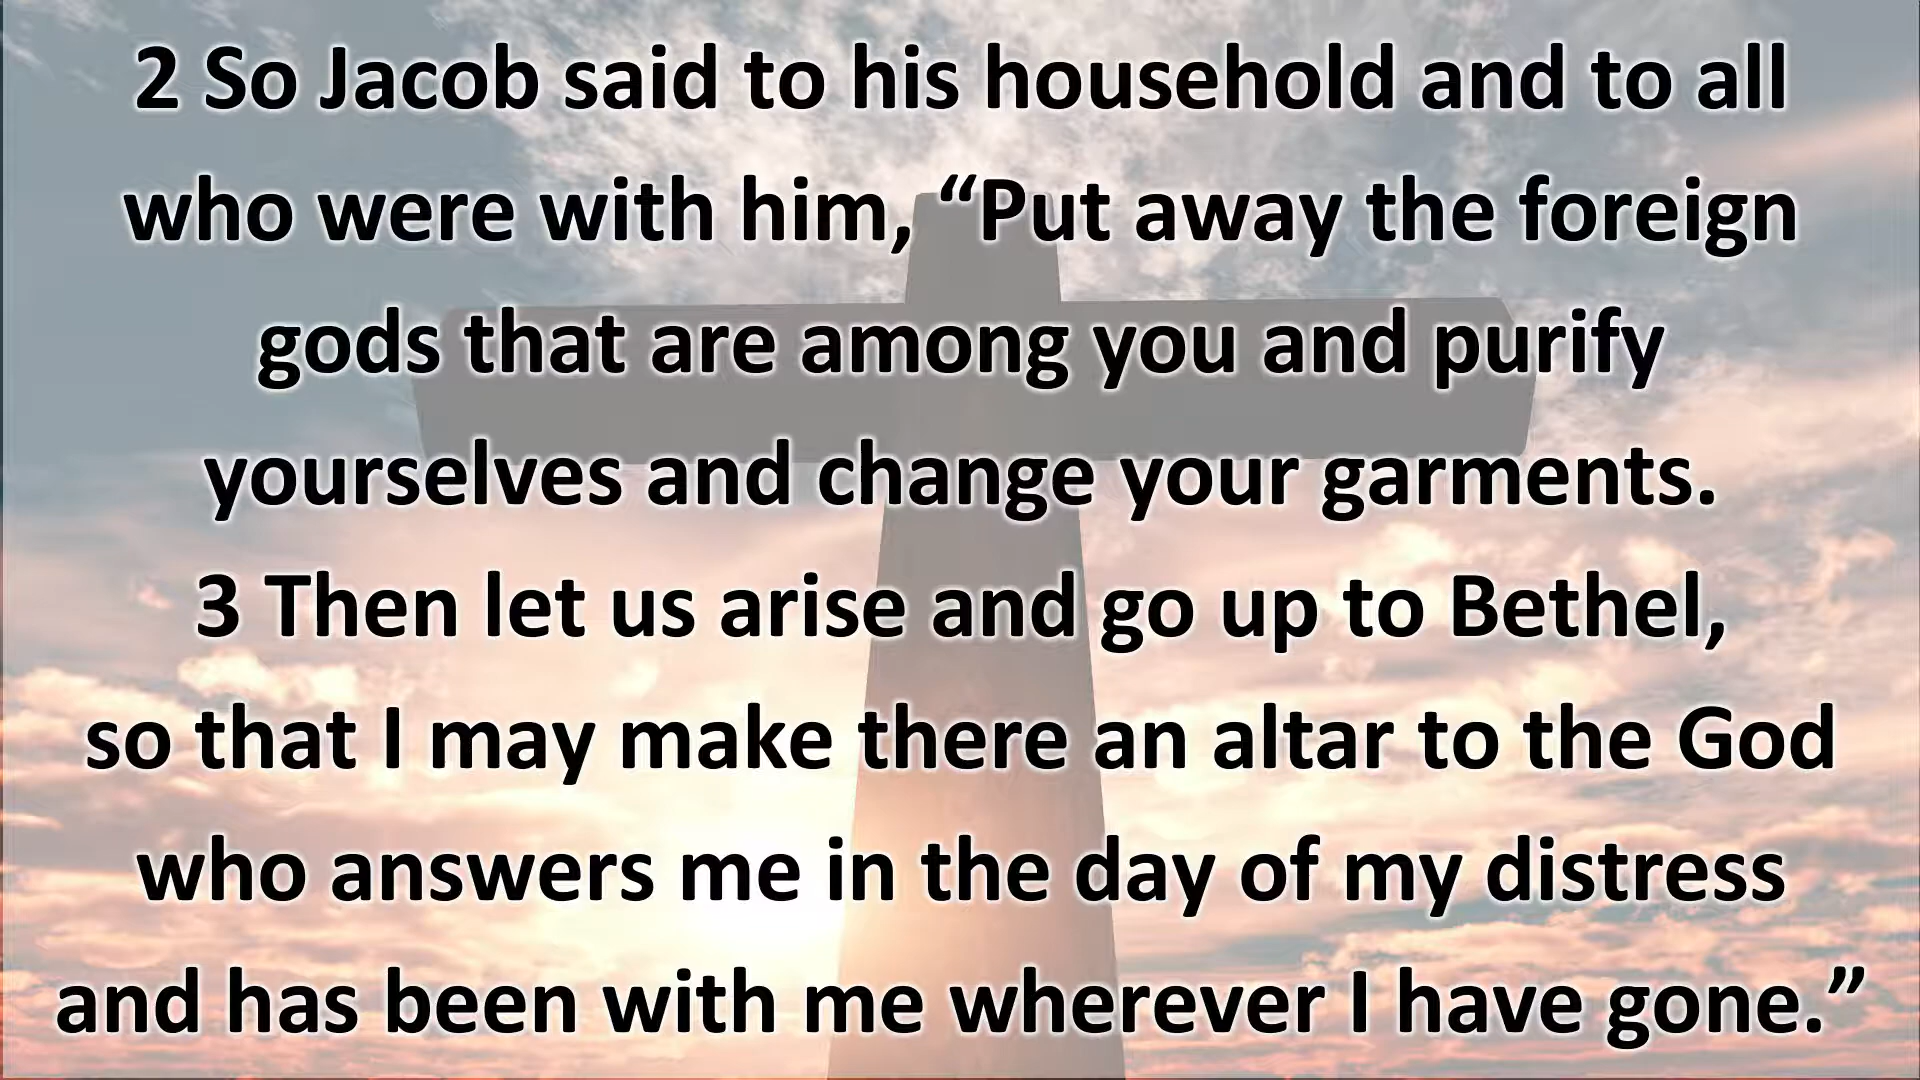 2 So Jacob said to his household and to all
who were with him, “Put away the foreign
gods that are among you and purify
yourselves and change your garments.
3 Then let us arise and go up to Bethel,
so that I may make there an altar to the God
who answers me in the day of my distress
and has been with me wherever I have gone.”